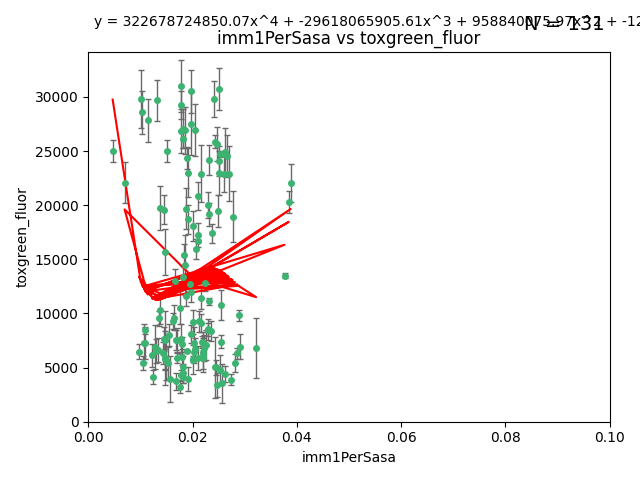 y = 322678724850.07x^4 + -29618065905.61x^3 + 958840
N = 131
imm1PerSasa vs toxgreen_fluor
30000
25000
20000
15000
10000
5000
0
toxgreen_fluor
0.00 0.02 0.04 0.06 0.08 0.10
imm1PerSasa